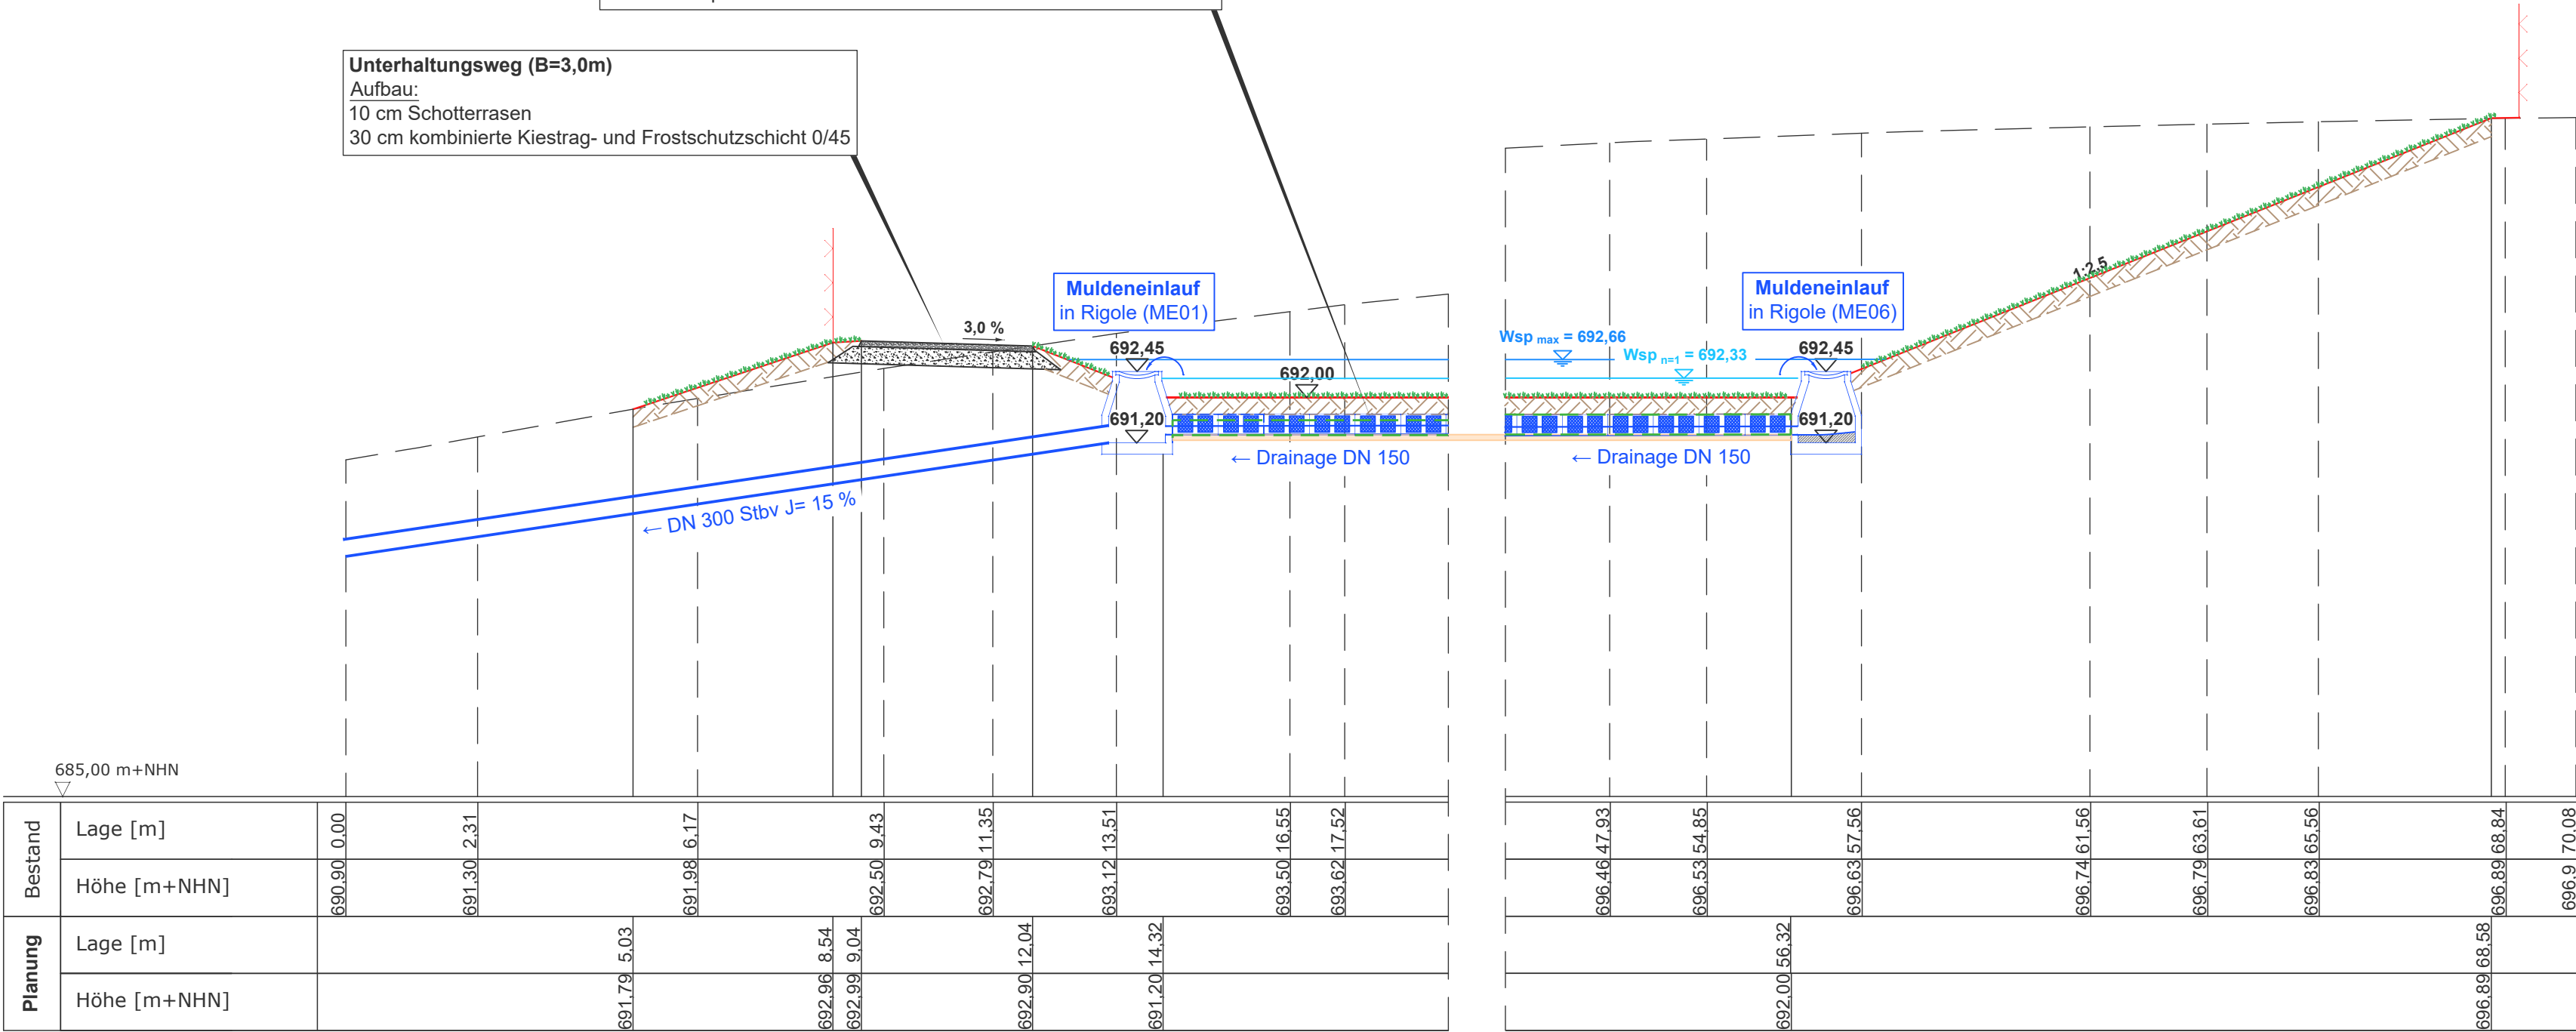 Unterhaltungsweg (B=3,0m)
Aufbau:
10 cm Schotterrasen
30 cm kombinierte Kiestrag- und Frostschutzschicht 0/45
3,0 %
Muldeneinlauf
in Rigole (ME01)
692,45
691,20
692,00
Wsp max = 692,66
Wsp n=1 = 692,33
Muldeneinlauf
in Rigole (ME06)
692,45
691,20
1:2,5
← Drainage DN 150
← Drainage DN 150
← DN 300 Stbv J= 15 %
685,00 m+NHN
Bestand
Lage [m]
0,00 2,31 6,17 9,43 11,35 13,51 16,55 17,52 47,93 54,85 57,56 61,56 63,61 65,56 68,84 70,08
Höhe [m+NHN]
690,90 691,30 691,98 692,50 692,79 693,12 693,50 693,62 696,46 696,53 696,63 696,74 696,79 696,83 696,89 696,9
Planung
Lage [m]
5,03 8,54 9,04 12,04 14,32 56,32 68,58
Höhe [m+NHN]
691,79 692,96 692,99 692,90 691,20 692,00 696,89